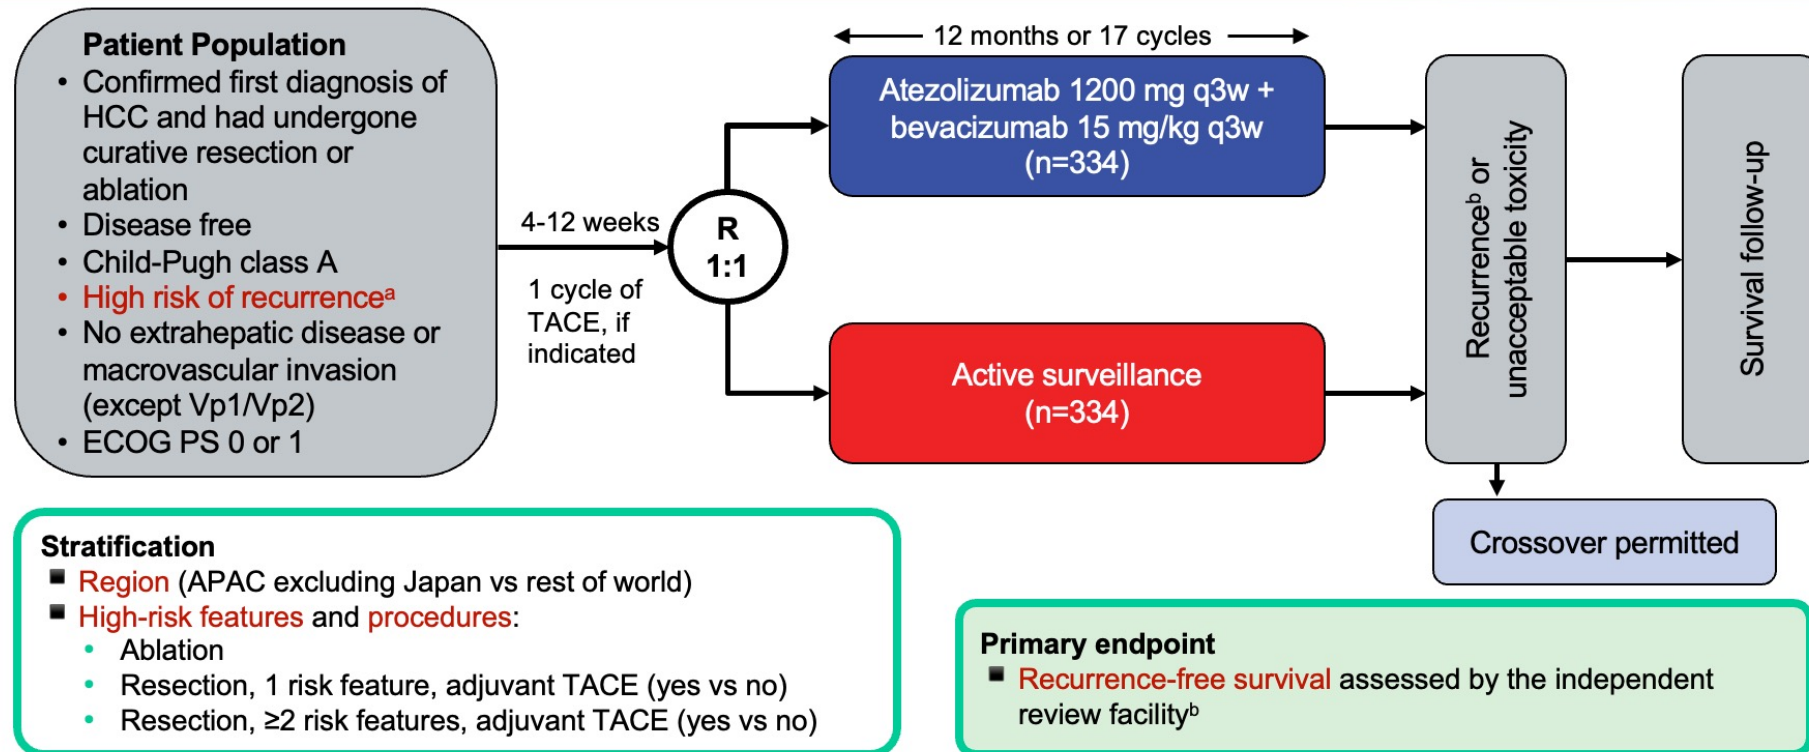 Patient Population
• Confirmed first diagnosis of
HCC and had undergone
curative resection or
ablation
• Disease free
• Child-Pugh class A
• High risk of recurrenceᵃ
• No extrahepatic disease or
macrovascular invasion
(except Vp1/Vp2)
• ECOG PS 0 or 1
4-12 weeks
1 cycle of
TACE, if
indicated
R
1:1
12 months or 17 cycles
Atezolizumab 1200 mg q3w +
bevacizumab 15 mg/kg q3w
(n=334)
Active surveillance
(n=334)
Recurrenceᵇ or
unacceptable toxicity
Survival follow-up
Crossover permitted
Stratification
■ Region (APAC excluding Japan vs rest of world)
■ High-risk features and procedures:
• Ablation
• Resection, 1 risk feature, adjuvant TACE (yes vs no)
• Resection, ≥2 risk features, adjuvant TACE (yes vs no)
Primary endpoint
■ Recurrence-free survival assessed by the independent
review facilityᵇ